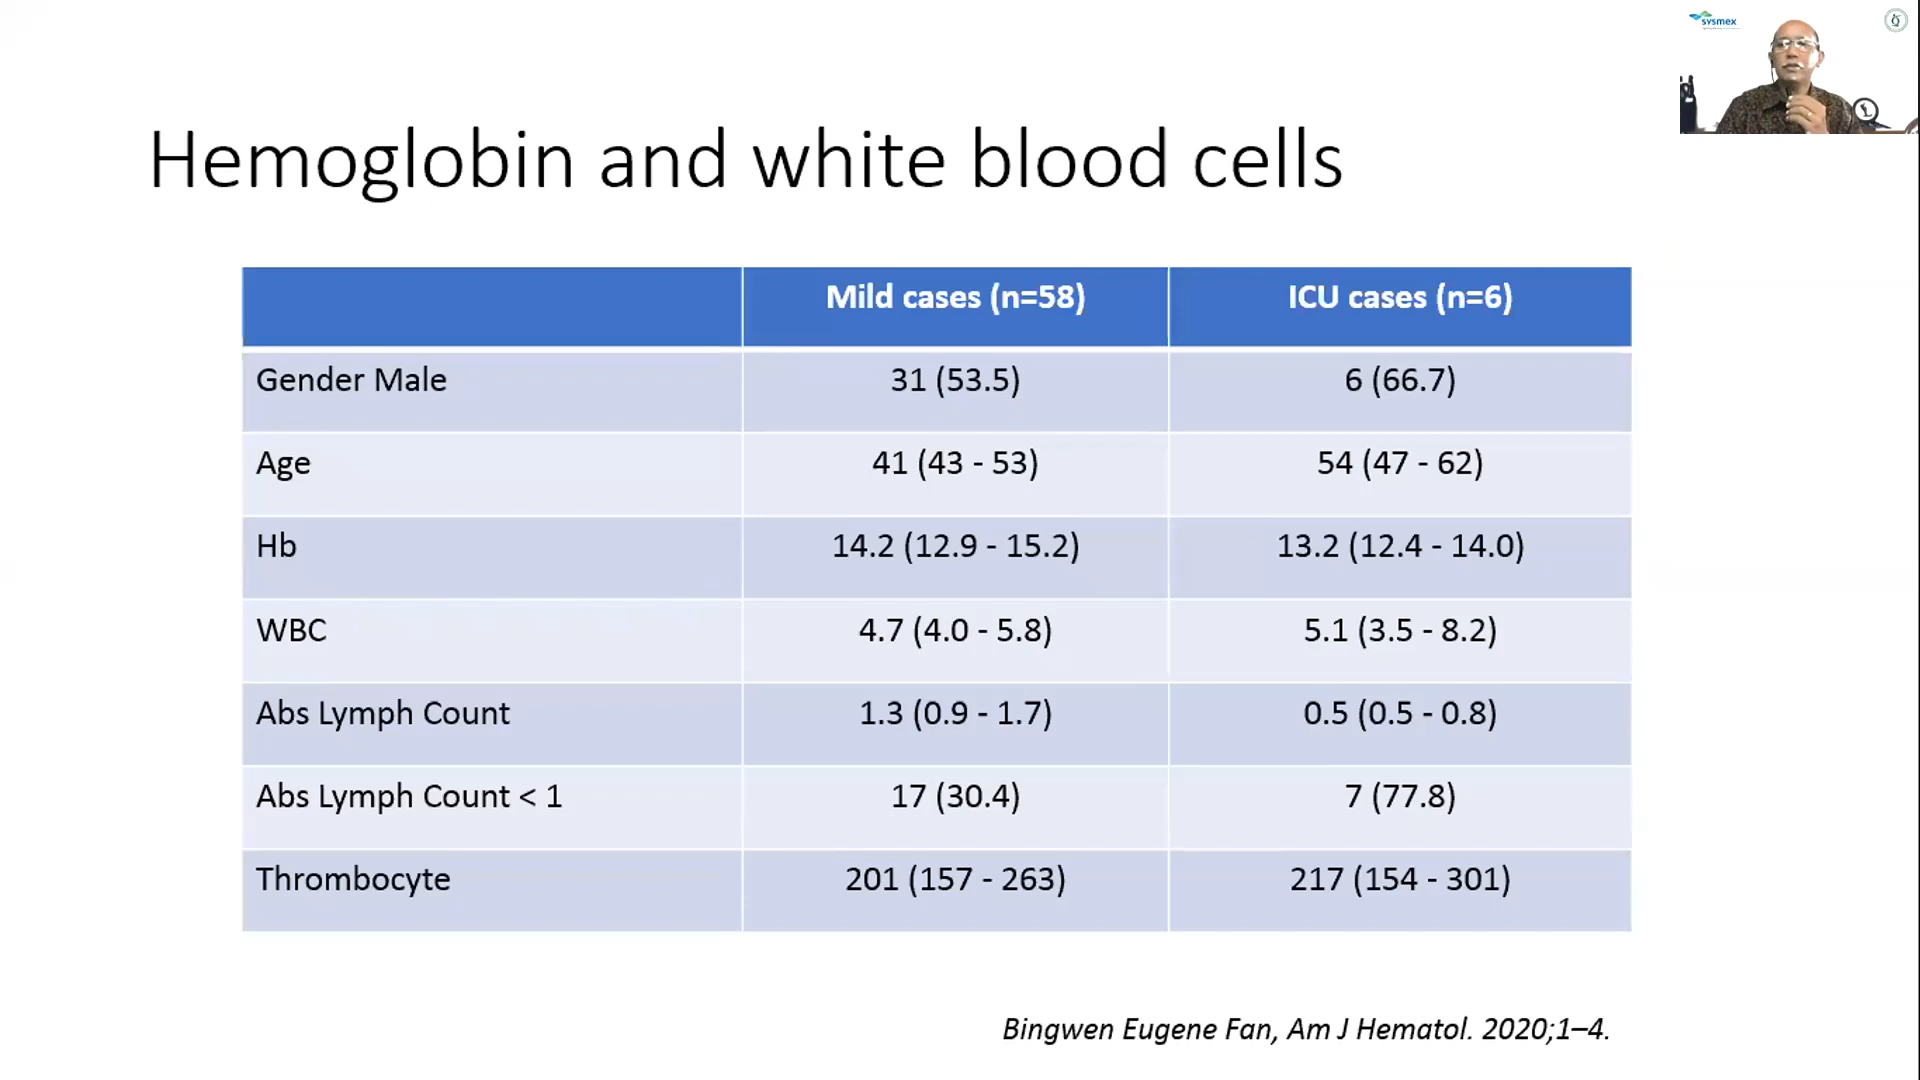 sysmex
Hemoglobin and white blood cells
Mild cases (n=58) ICU cases (n=6)
Gender Male 31 (53.5) 6 (66.7)
Age 41 (43 - 53) 54 (47 - 62)
Hb 14.2 (12.9 - 15.2) 13.2 (12.4 - 14.0)
WBC 4.7 (4.0 - 5.8) 5.1 (3.5 - 8.2)
Abs Lymph Count 1.3 (0.9 - 1.7) 0.5 (0.5 - 0.8)
Abs Lymph Count < 1 17 (30.4) 7 (77.8)
Thrombocyte 201 (157 - 263) 217 (154 - 301)
Bingwen Eugene Fan, Am J Hematol. 2020;1–4.